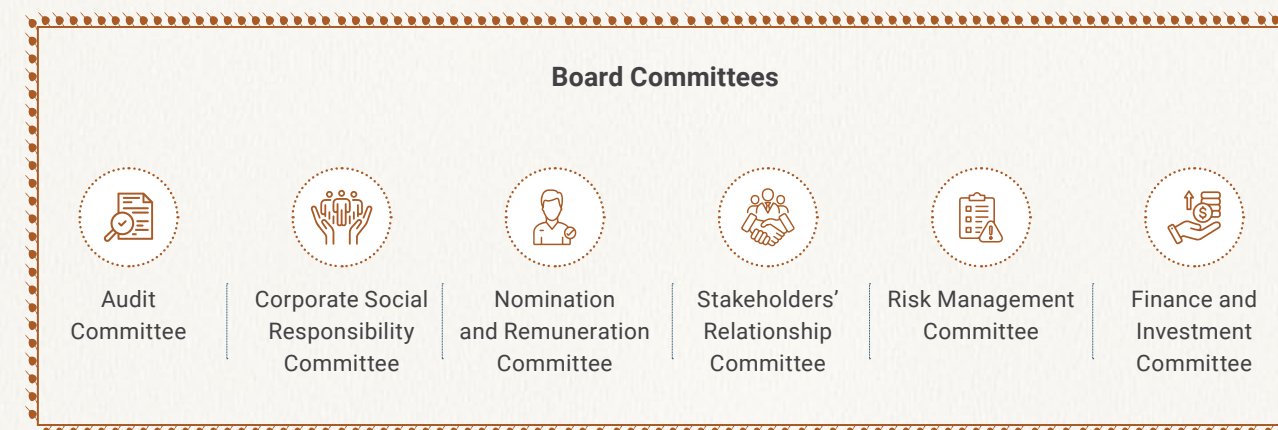 Board Committees
Audit
Committee
Corporate Social
Responsibility
Committee
Nomination
and Remuneration
Committee
Stakeholders’
Relationship
Committee
Risk Management
Committee
Finance and
Investment
Committee